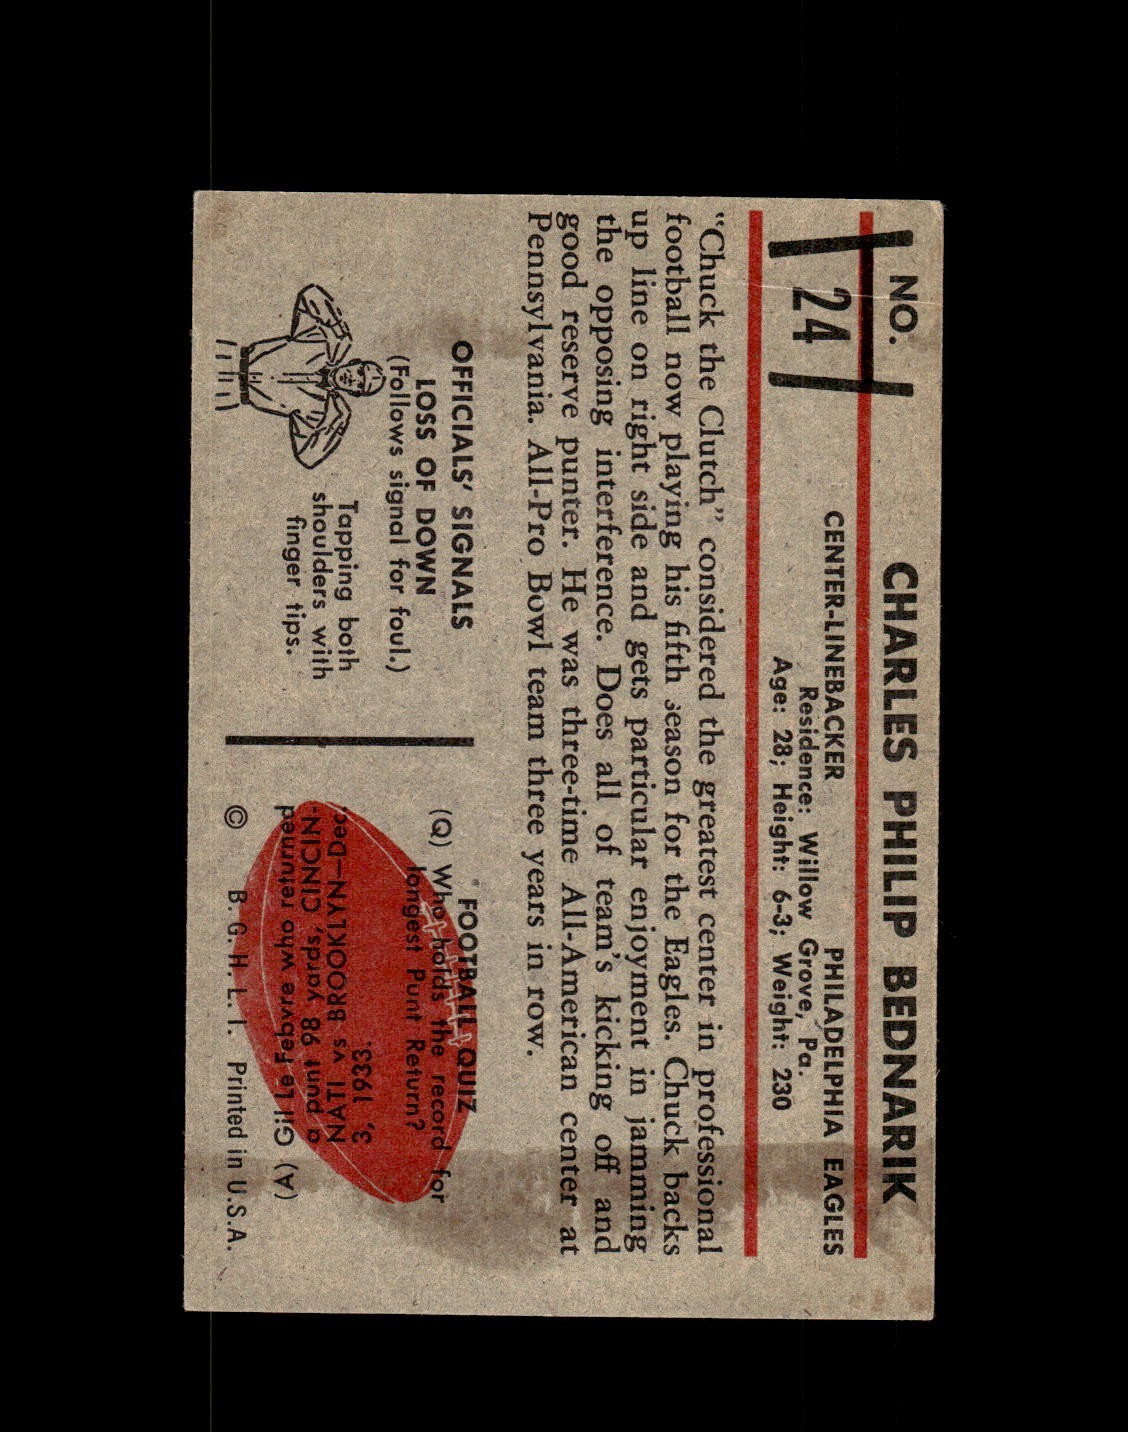 NO.
24
CHARLES PHILIP BEDNARIK
CENTER-LINEBACKER PHILADELPHIA EAGLES
Residence: Willow Grove, Pa.
Age: 28; Height: 6-3; Weight: 230
"Chuck the Clutch" considered the greatest center in professional
football now playing his fifth season for the Eagles. Chuck backs
up line on right side and gets particular enjoyment in jamming
the opposing interference. Does all of team's kicking off and
good reserve punter. He was three-time All-American center at
Pennsylvania. All-Pro Bowl team three years in row.
OFFICIALS' SIGNALS
LOSS OF DOWN
(Follows signal for foul.)
Tapping both
shoulders with
finger tips.
FOOTBALL QUIZ
(Q) Who holds the record for
longest Punt Return?
(A) Gil LeFebvre who returned
a punt 98 yards, CINCIN-
NATI vs BROOKLYN—Dec.
3, 1933.
© B. G. H. L. I. Printed in U.S.A.